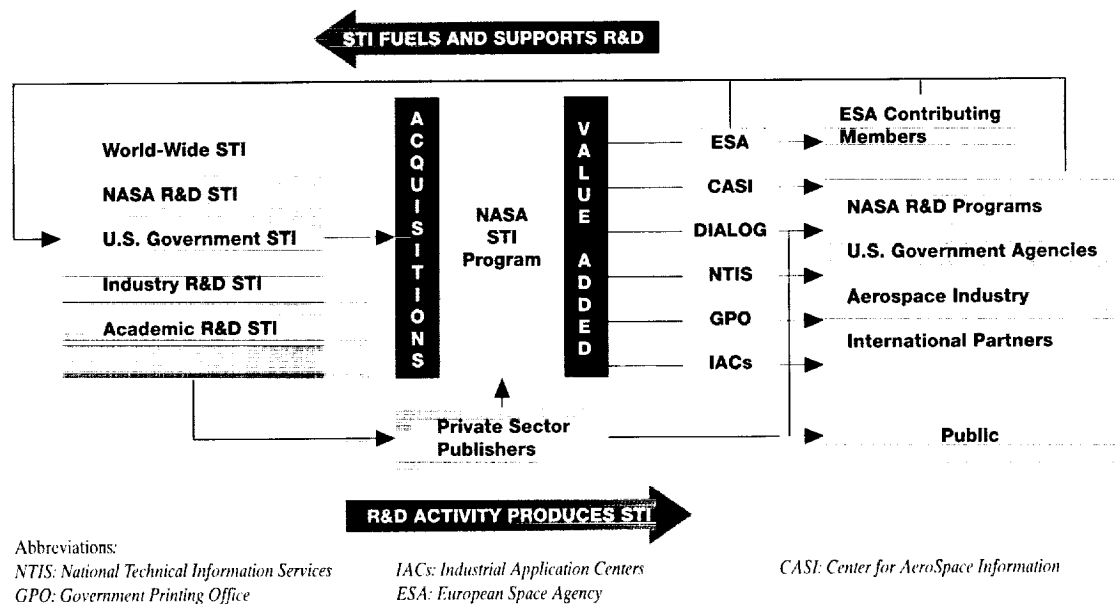 STI FUELS AND SUPPORTS R&D
World-Wide STI
NASA R&D STI
U.S. Government STI
Industry R&D STI
Academic R&D STI
ACQUISITIONS
NASA
STI
Program
VALUE ADDED
ESA
CASI
DIALOG
NTIS
GPO
IACs
ESA Contributing
Members
NASA R&D Programs
U.S. Government Agencies
Aerospace Industry
International Partners
Private Sector
Publishers
Public
R&D ACTIVITY PRODUCES STI
Abbreviations:
NTIS: National Technical Information Services
GPO: Government Printing Office
IACs: Industrial Application Centers
ESA: European Space Agency
CASI: Center for AeroSpace Information